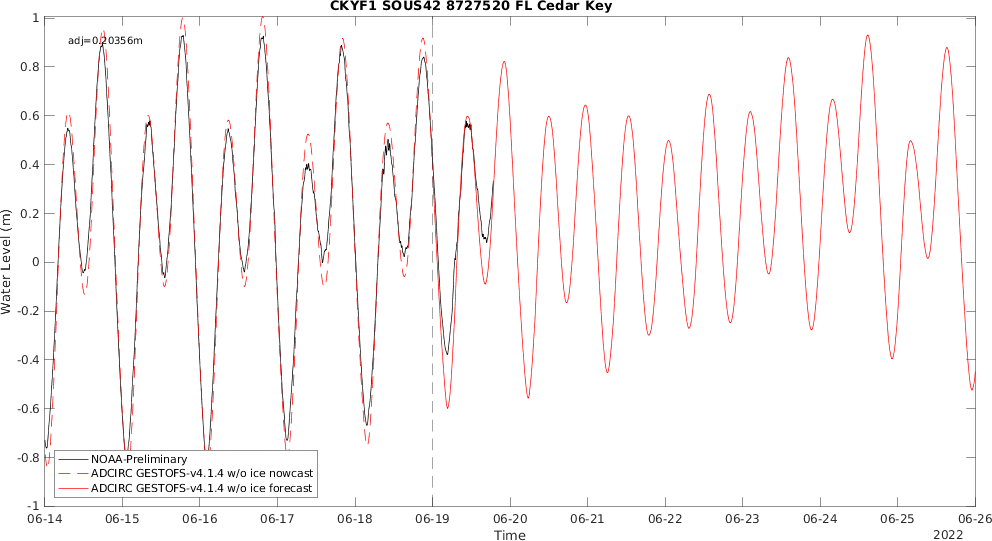 CKYF1 SOUS42 8727520 FL Cedar Key
adj=0.20356m
Water Level (m)
1
0.8
0.6
0.4
0.2
0
-0.2
-0.4
-0.6
-0.8
-1
NOAA-Preliminary
ADCIRC GESTOFS-v4.1.4 w/o ice nowcast
ADCIRC GESTOFS-v4.1.4 w/o ice forecast
06-14 06-15 06-16 06-17 06-18 06-19 06-20 06-21 06-22 06-23 06-24 06-25 06-26
Time
2022